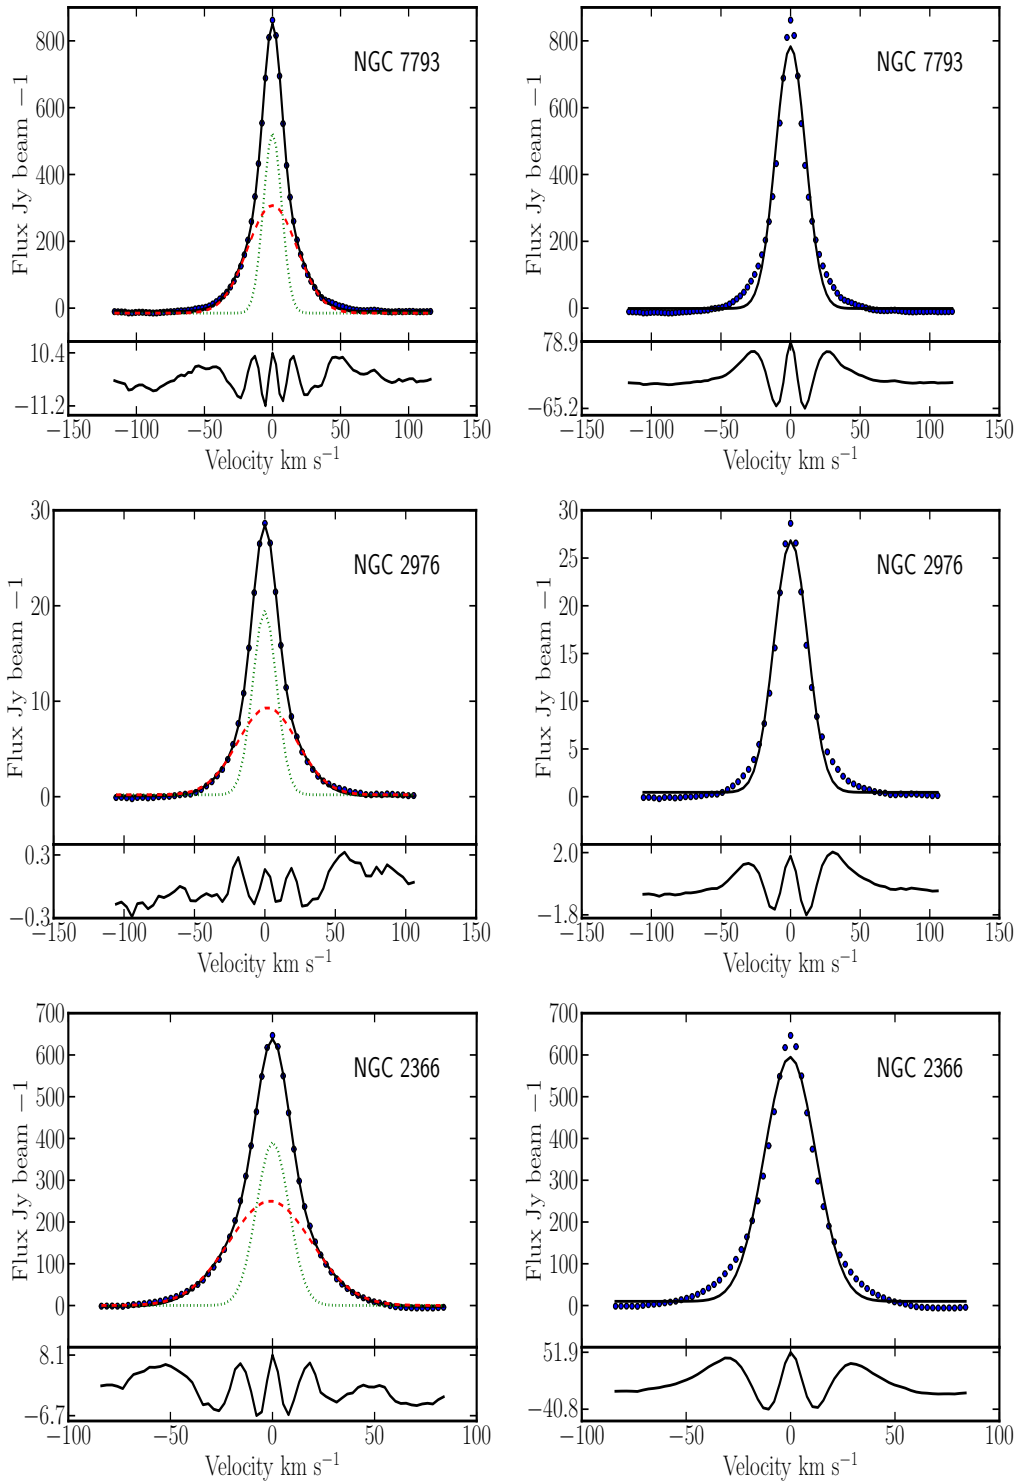 NGC 7793
Flux Jy beam −1
800
600
400
200
0
10.4
−11.2
−150 −100 −50 0 50 100 150
Velocity km s−1
NGC 7793
Flux Jy beam −1
800
600
400
200
0
78.9
−65.2
−150 −100 −50 0 50 100 150
Velocity km s−1
NGC 2976
Flux Jy beam −1
30
20
10
0
0.3
−0.3
−150 −100 −50 0 50 100 150
Velocity km s−1
NGC 2976
Flux Jy beam −1
30
25
20
15
10
5
0
2.0
−1.8
−150 −100 −50 0 50 100 150
Velocity km s−1
NGC 2366
Flux Jy beam −1
700
600
500
400
300
200
100
0
8.1
−6.7
−100 −50 0 50 100
Velocity km s−1
NGC 2366
Flux Jy beam −1
700
600
500
400
300
200
100
0
51.9
−40.8
−100 −50 0 50 100
Velocity km s−1